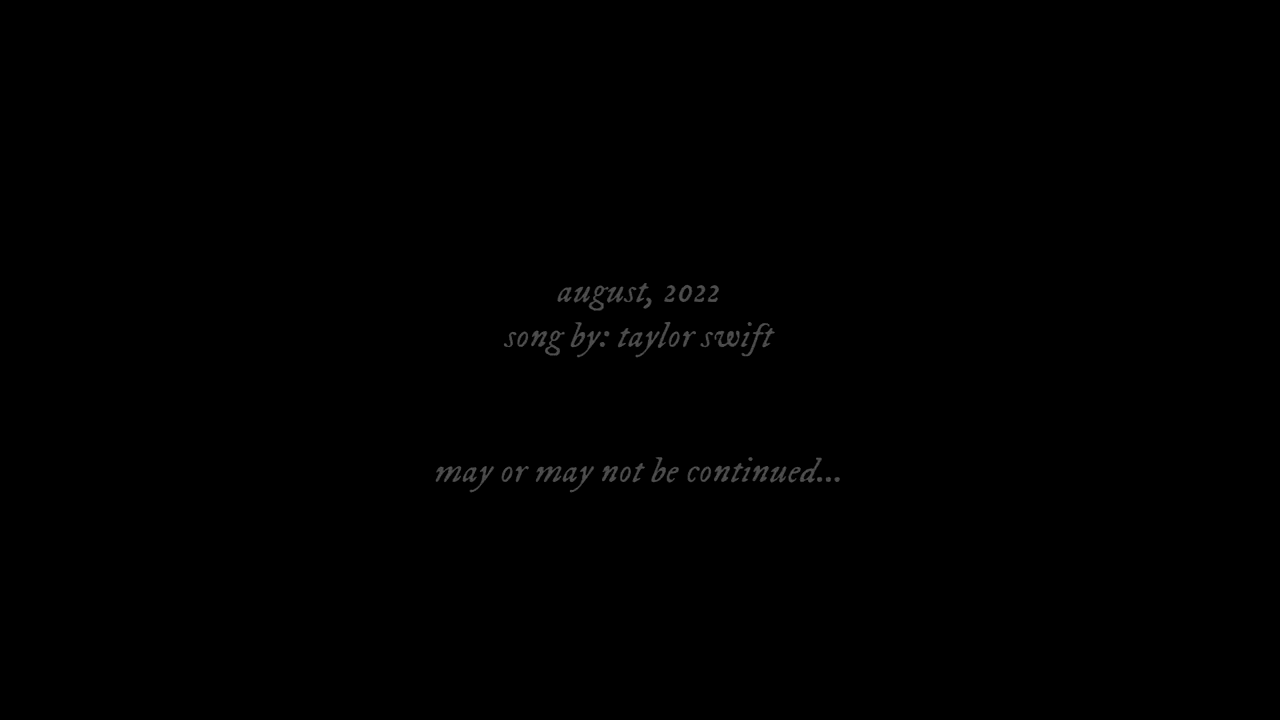 august, 2022
song by: taylor swift
may or may not be continued...